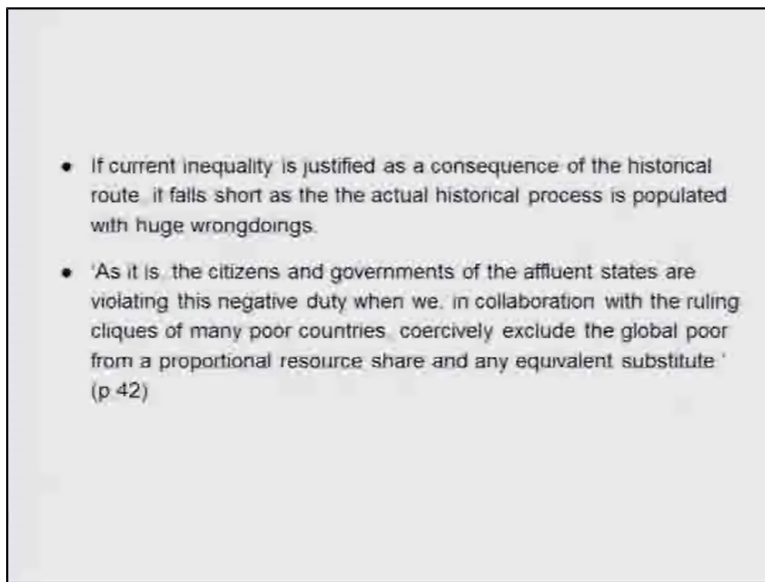 • If current inequality is justified as a consequence of the historical
route, it falls short as the the actual historical process is populated
with huge wrongdoings.
• 'As it is, the citizens and governments of the affluent states are
violating this negative duty when we, in collaboration with the ruling
cliques of many poor countries, coercively exclude the global poor
from a proportional resource share and any equivalent substitute.'
(p 42)